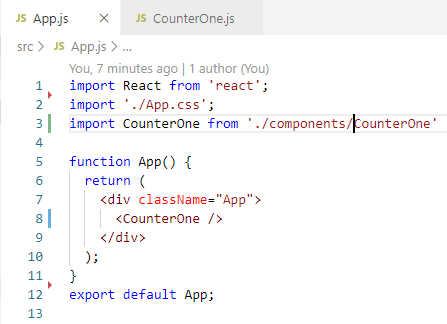 JS App.js × JS CounterOne.js
src > JS App.js > ...
You, 7 minutes ago | 1 author (You)
1 import React from 'react';
2 import './App.css';
3 import CounterOne from './components/CounterOne'
4
5 function App() {
6 return (
7 <div className="App">
8 <CounterOne />
9 </div>
10 );
11 }
12 export default App;
13